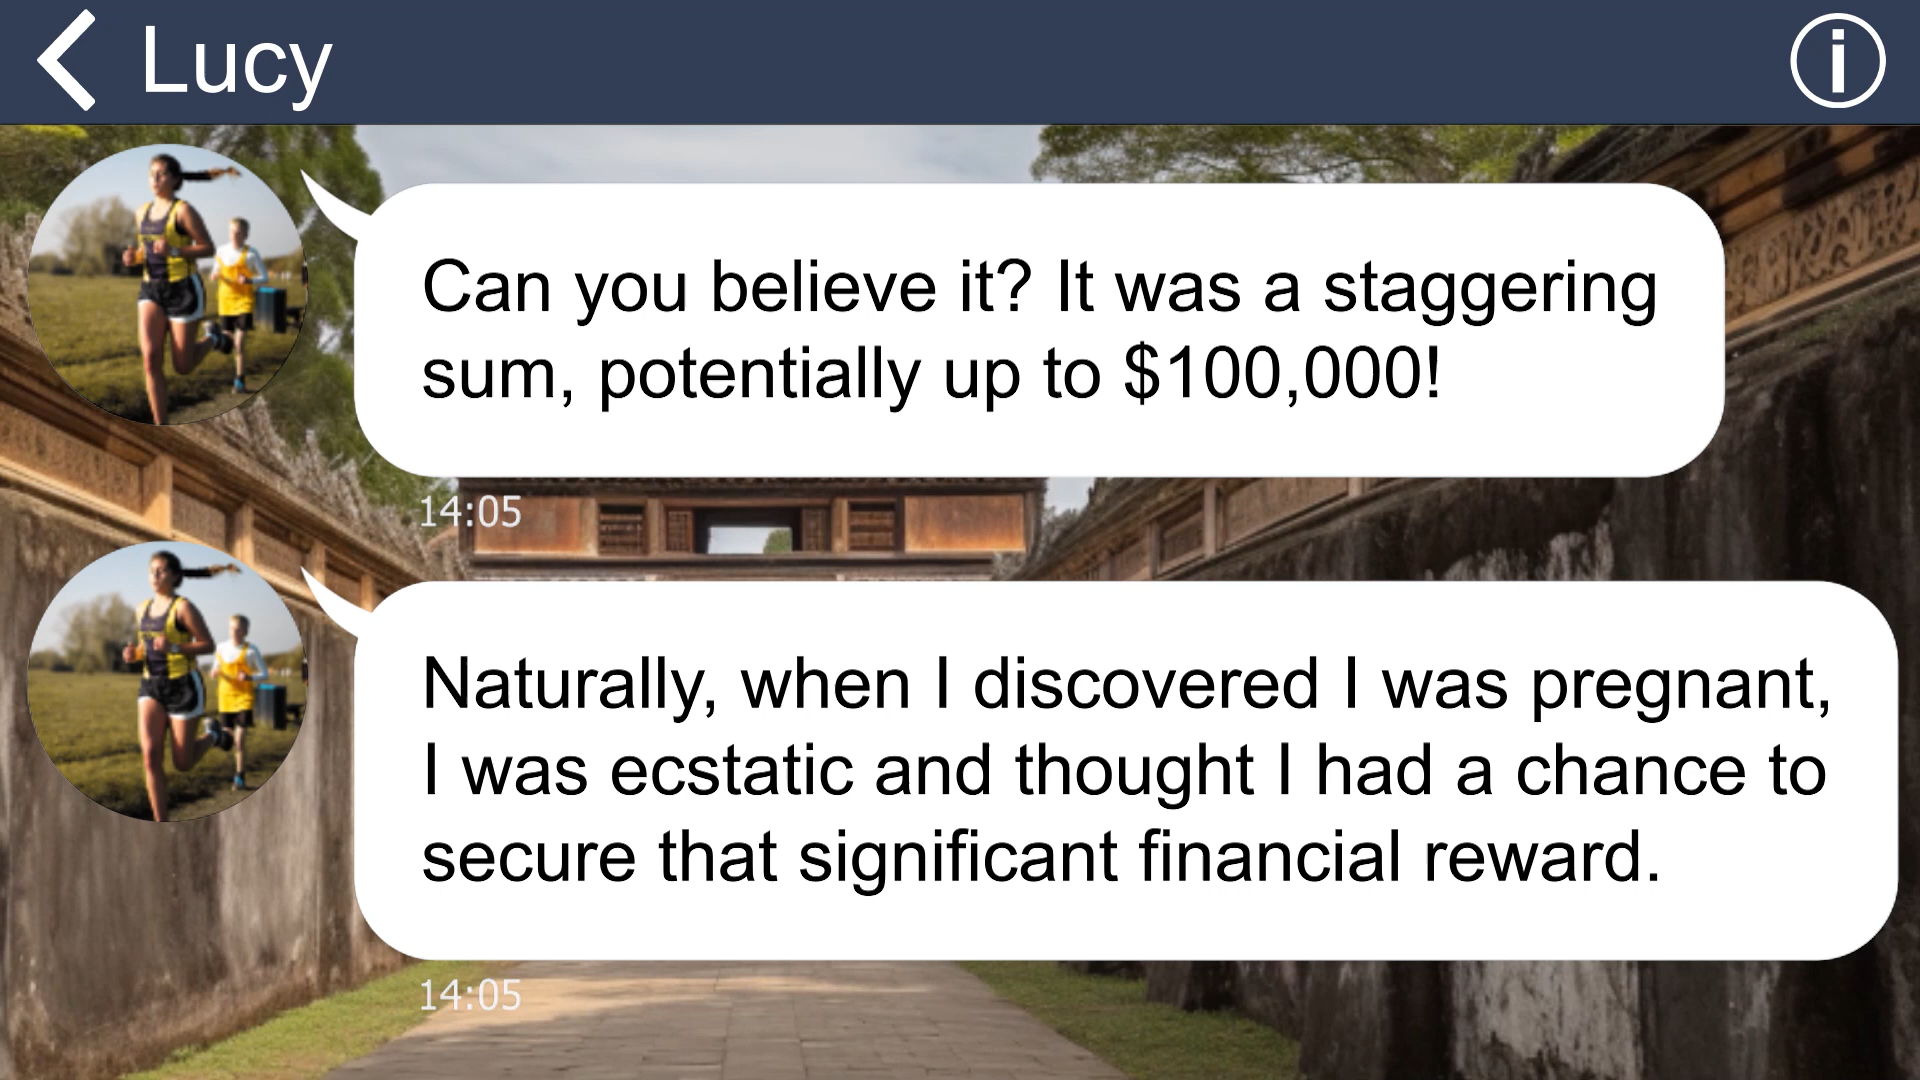 Lucy
Can you believe it? It was a staggering
sum, potentially up to $100,000!
14:05
Naturally, when I discovered I was pregnant,
I was ecstatic and thought I had a chance to
secure that significant financial reward.
14:05